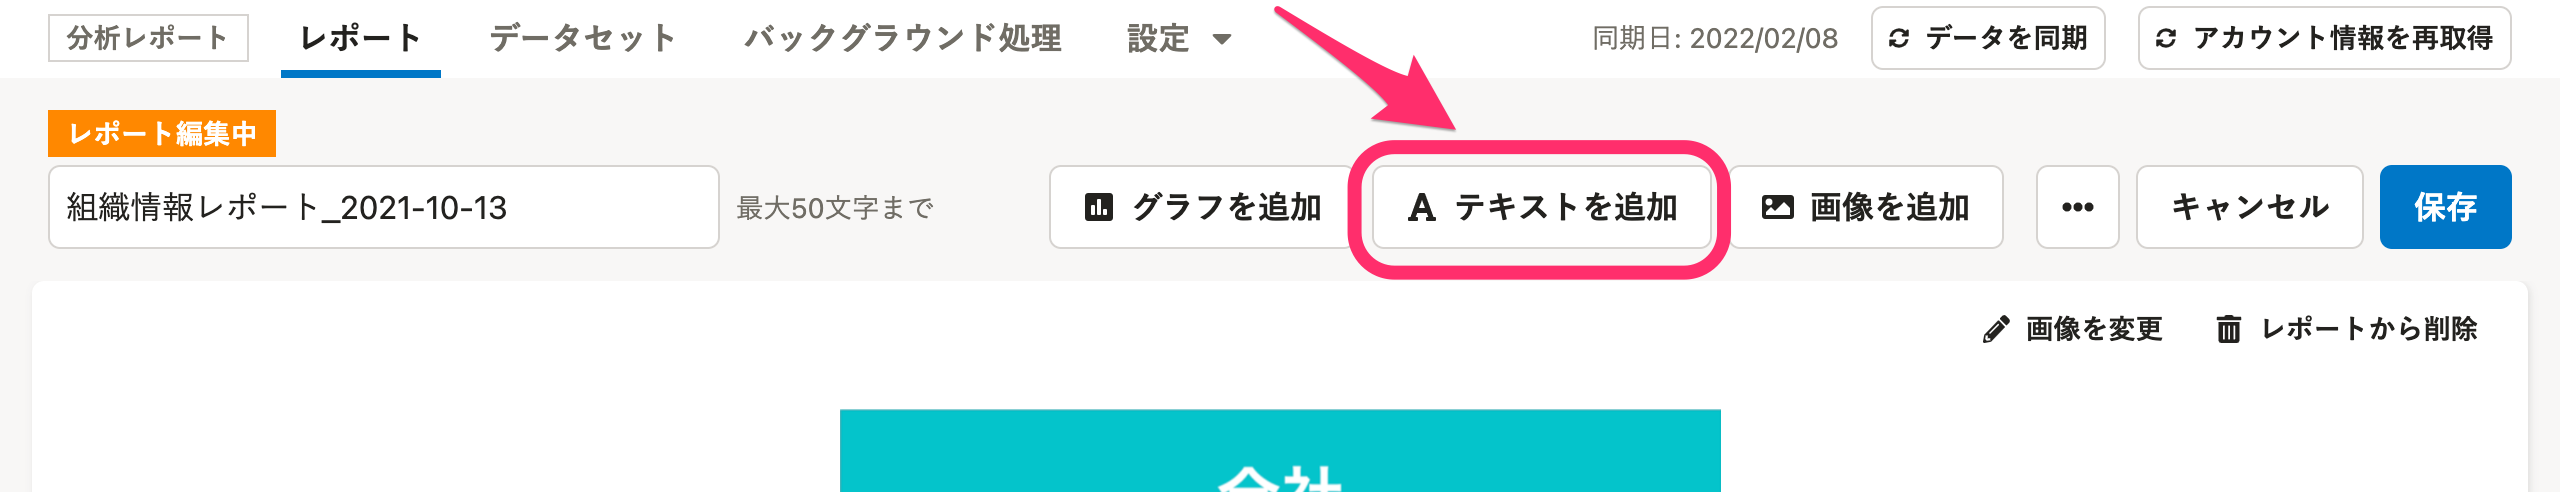 分析レポート レポート データセット バックグラウンド処理 設定 同期日: 2022/02/08 データを同期 アカウント情報を再取得
レポート編集中
組織情報レポート_2021-10-13 最大50文字まで グラフを追加 テキストを追加 画像を追加 キャンセル 保存
画像を変更 レポートから削除
会社